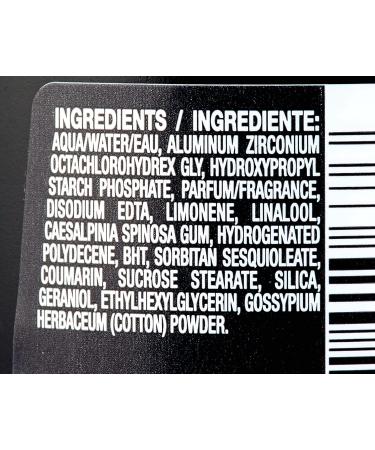 INGREDIENTS / INGREDIENTE:
AQUA/WATER/EAU, ALUMINUM ZIRCONIUM
OCTACHLOROHYDREX GLY, HYDROXYPROPYL
STARCH PHOSPHATE, PARFUM/FRAGRANCE,
DISODIUM EDTA, LIMONENE, LINALOOL,
CAESALPINIA SPINOSA GUM, HYDROGENATED
POLYDECENE, BHT, SORBITAN SESQUIOLEATE,
COUMARIN, SUCROSE STEARATE, SILICA,
GERANIOL, ETHYLHEXYLGLYCERIN, GOSSYPIUM
HERBACEUM (COTTON) POWDER.